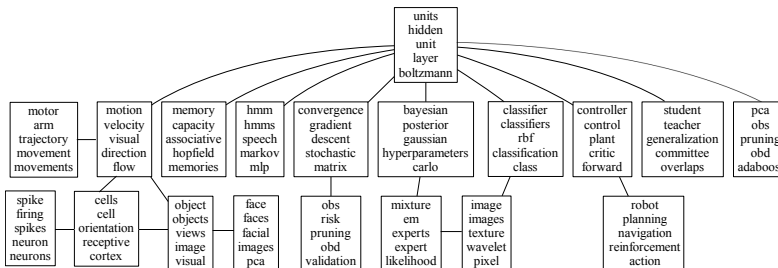 units
hidden
unit
layer
boltzmann
motor
arm
trajectory
movement
movements
motion
velocity
visual
direction
flow
memory
capacity
associative
hopfield
memories
hmm
hmms
speech
markov
mlp
convergence
gradient
descent
stochastic
matrix
bayesian
posterior
gaussian
hyperparameters
carlo
classifier
classifiers
rbf
classification
class
controller
control
plant
critic
forward
student
teacher
generalization
committee
overlaps
pca
obs
pruning
obd
adaboos
spike
firing
spikes
neuron
neurons
cells
cell
orientation
receptive
cortex
object
objects
views
image
visual
face
faces
facial
images
pca
obs
risk
pruning
obd
validation
mixture
em
experts
expert
likelihood
image
images
texture
wavelet
pixel
robot
planning
navigation
reinforcement
action